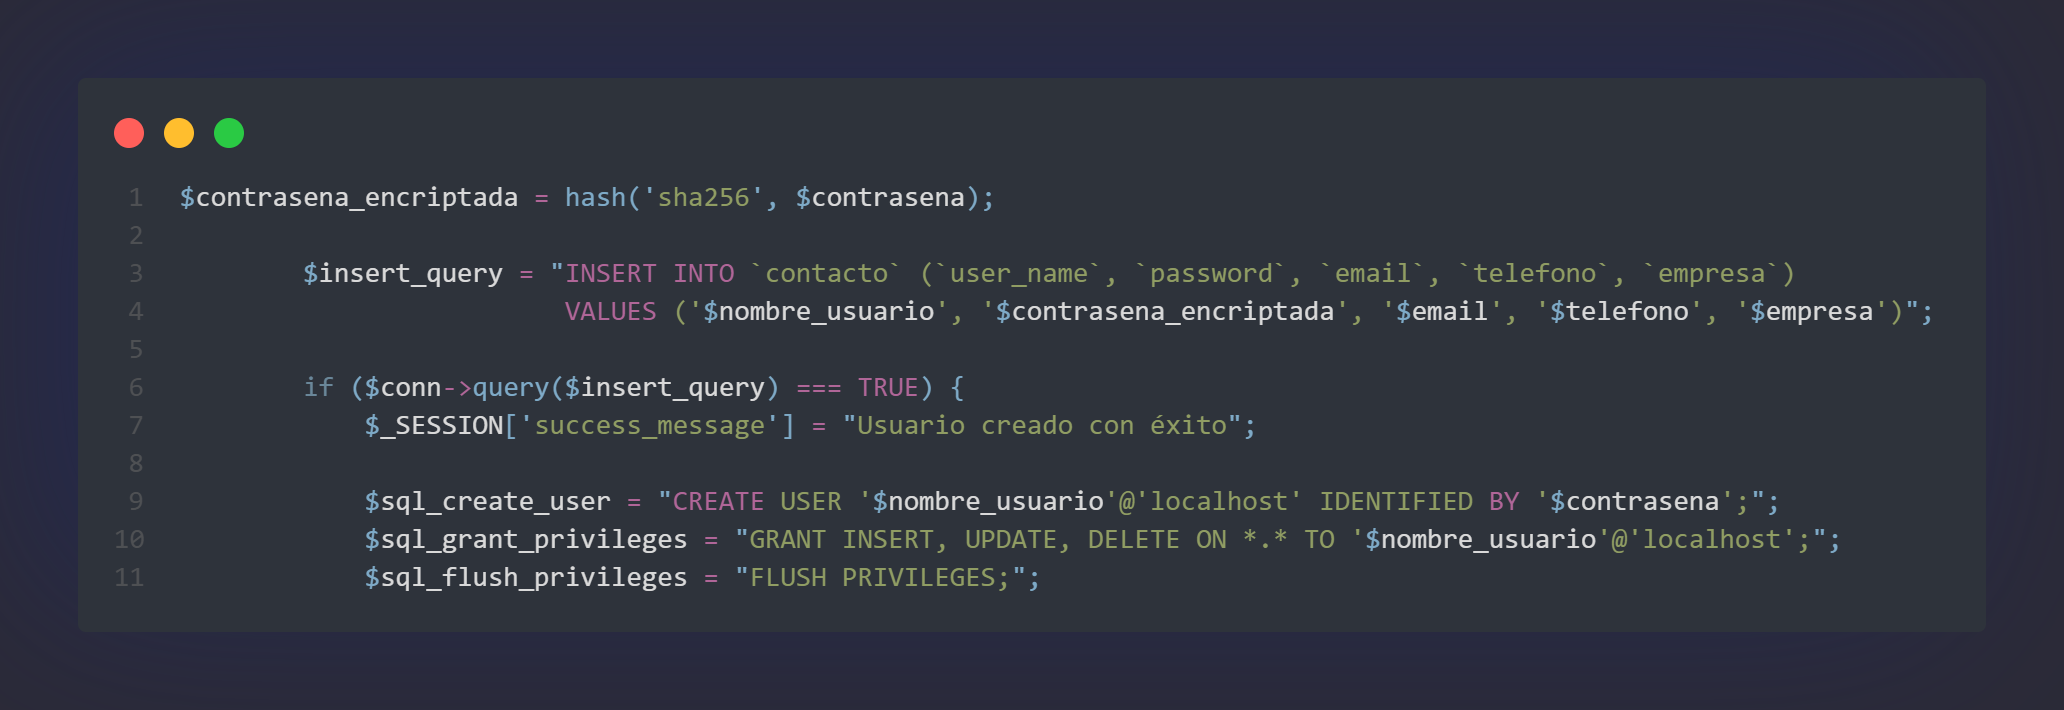 1 $contrasena_encriptada = hash('sha256', $contrasena);
2
3 $insert_query = "INSERT INTO `contacto` (`user_name`, `password`, `email`, `telefono`, `empresa`)
4 VALUES ('$nombre_usuario', '$contrasena_encriptada', '$email', '$telefono', '$empresa')";
5
6 if ($conn->query($insert_query) === TRUE) {
7 $_SESSION['success_message'] = "Usuario creado con éxito";
8
9 $sql_create_user = "CREATE USER '$nombre_usuario'@'localhost' IDENTIFIED BY '$contrasena';";
10 $sql_grant_privileges = "GRANT INSERT, UPDATE, DELETE ON *.* TO '$nombre_usuario'@'localhost';";
11 $sql_flush_privileges = "FLUSH PRIVILEGES;";